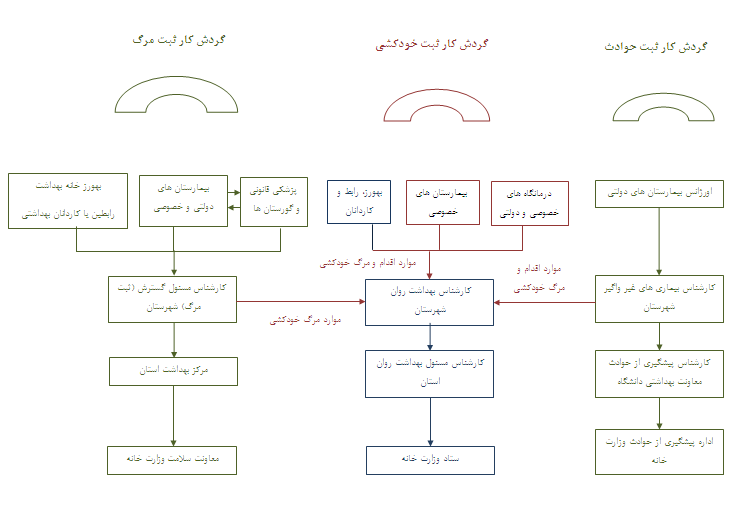 گردش کار ثبت حوادث
گردش کار ثبت خودکشی
گردش کار ثبت مرگ
اورژانس بیمارستان های دولتی
درمانگاه های
خصوصی و دولتی
بیمارستان های
خصوصی
بهورز، رابط و
کاردانان
پزشکی قانونی
و گورستان ها
بیمارستان های
دولتی و خصوصی
بهورز خانه بهداشت
رابطین یا کاردانان بهداشتی
موارد اقدام و مرگ خودکشی
موارد اقدام و
مرگ خودکشی
کارشناس بیماری های غیر واگیر
شهرستان
کارشناس بهداشت روان
شهرستان
کارشناس مسئول گسترش (ثبت
مرگ) شهرستان
موارد مرگ خودکشی
کارشناس پیشگیری از حوادث
معاونت بهداشتی دانشگاه
کارشناس مسئول بهداشت روان
استان
مرکز بهداشت استان
اداره پیشگیری از حوادث وزارت
خانه
ستاد وزارت خانه
معاونت سلامت وزارت خانه